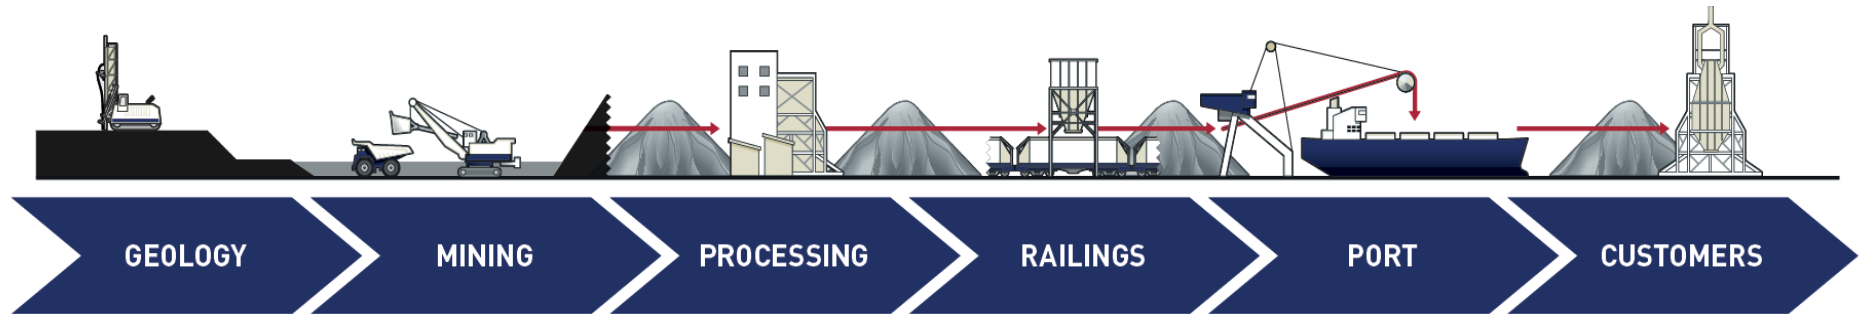 GEOLOGY
MINING
PROCESSING
RAILINGS
PORT
CUSTOMERS